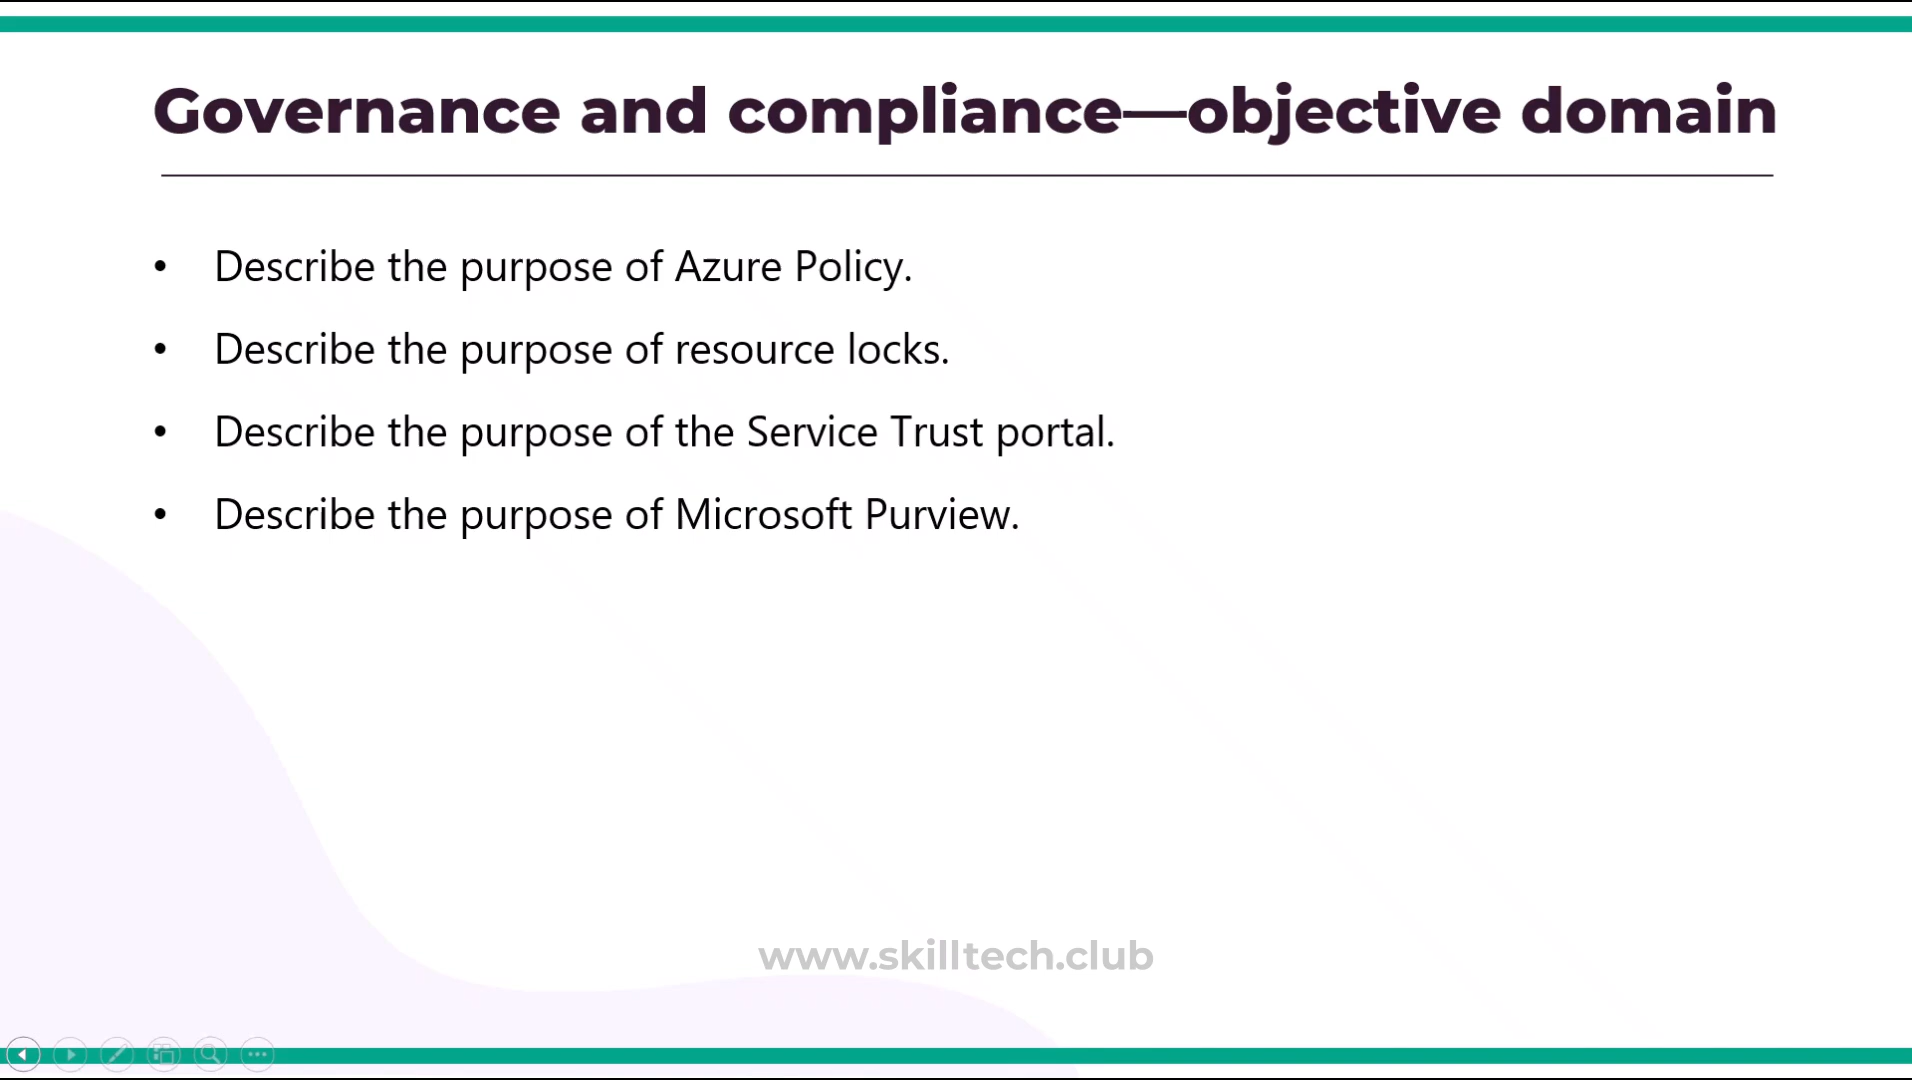 Governance and compliance—objective domain
• Describe the purpose of Azure Policy.
• Describe the purpose of resource locks.
• Describe the purpose of the Service Trust portal.
• Describe the purpose of Microsoft Purview.
www.skilltech.club